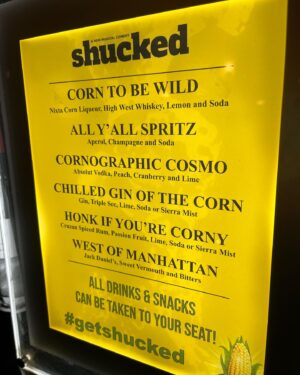 A NEW MUSICAL COMEDY
shucked
CORN TO BE WILD
Nixta Corn Liqueur, High West Whiskey, Lemon and Soda
ALL Y'ALL SPRITZ
Aperol, Champagne and Soda
CORNOGRAPHIC COSMO
Absolut Vodka, Peach, Cranberry and Lime
CHILLED GIN OF THE CORN
Gin, Triple Sec, Lime, Soda or Sierra Mist
HONK IF YOU'RE CORNY
Cruzan Spiced Rum, Passion Fruit, Lime, Soda or Sierra Mist
WEST OF MANHATTAN
Jack Daniel's, Sweet Vermouth and Bitters
ALL DRINKS & SNACKS
CAN BE TAKEN TO YOUR SEAT!
#getshucked